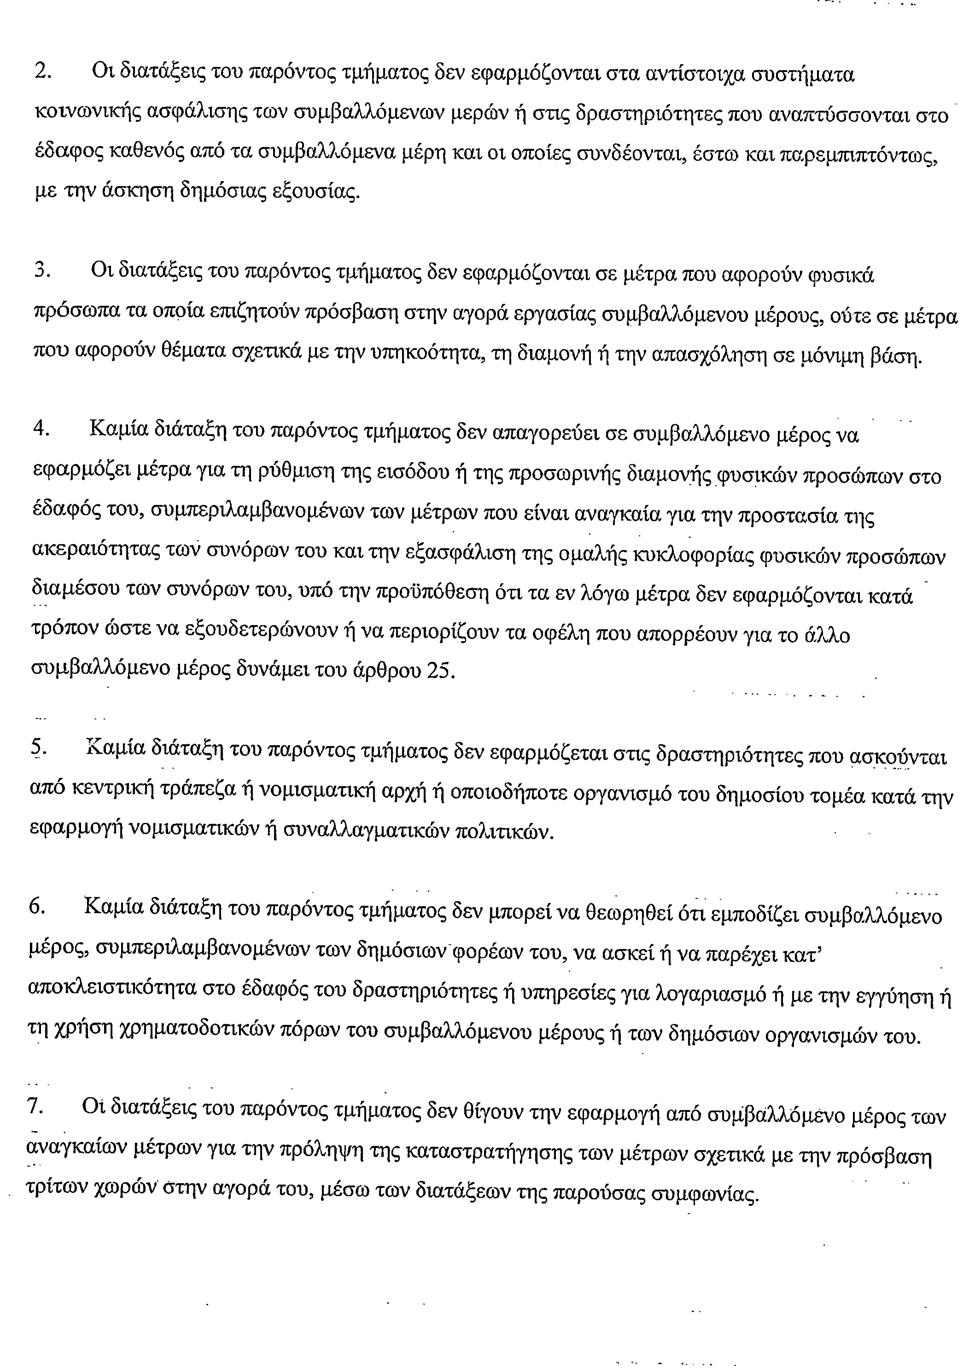 2. Οι διατάξεις του παρόντος τμήματος δεν εφαρμόζονται στα αντίστοιχα συστήματα
κοινωνικής ασφάλισης των συμβαλλόμενων μερών ή στις δραστηριότητες που αναπτύσσονται στο
έδαφος καθενός από τα συμβαλλόμενα μέρη και οι οποίες συνδέονται, έστω και παρεμπιπτόντως,
με την άσκηση δημόσιας εξουσίας.
3. Οι διατάξεις του παρόντος τμήματος δεν εφαρμόζονται σε μέτρα που αφορούν φυσικά
πρόσωπα τα οποία επιζητούν πρόσβαση στην αγορά εργασίας συμβαλλόμενου μέρους, ούτε σε μέτρα
που αφορούν θέματα σχετικά με την υπηκοότητα, τη διαμονή ή την απασχόληση σε μόνιμη βάση.
4. Καμία διάταξη του παρόντος τμήματος δεν απαγορεύει σε συμβαλλόμενο μέρος να
εφαρμόζει μέτρα για τη ρύθμιση της εισόδου ή της προσωρινής διαμονής φυσικών προσώπων στο
έδαφός του, συμπεριλαμβανομένων των μέτρων που είναι αναγκαία για την προστασία της
ακεραιότητας των συνόρων του και την εξασφάλιση της ομαλής κυκλοφορίας φυσικών προσώπων
διαμέσου των συνόρων του, υπό την προϋπόθεση ότι τα εν λόγω μέτρα δεν εφαρμόζονται κατά
τρόπον ώστε να εξουδετερώνουν ή να περιορίζουν τα οφέλη που απορρέουν για το άλλο
συμβαλλόμενο μέρος δυνάμει του άρθρου 25.
5. Καμία διάταξη του παρόντος τμήματος δεν εφαρμόζεται στις δραστηριότητες που ασκούνται
από κεντρική τράπεζα ή νομισματική αρχή ή οποιοδήποτε οργανισμό του δημοσίου τομέα κατά την
εφαρμογή νομισματικών ή συναλλαγματικών πολιτικών.
6. Καμία διάταξη του παρόντος τμήματος δεν μπορεί να θεωρηθεί ότι εμποδίζει συμβαλλόμενο
μέρος, συμπεριλαμβανομένων των δημόσιων φορέων του, να ασκεί ή να παρέχει κατ’
αποκλειστικότητα στο έδαφός του δραστηριότητες ή υπηρεσίες για λογαριασμό ή με την εγγύηση ή
τη χρήση χρηματοδοτικών πόρων του συμβαλλόμενου μέρους ή των δημόσιων οργανισμών του.
7. Οι διατάξεις του παρόντος τμήματος δεν θίγουν την εφαρμογή από συμβαλλόμενο μέρος των
αναγκαίων μέτρων για την πρόληψη της καταστρατήγησης των μέτρων σχετικά με την πρόσβαση
τρίτων χωρών στην αγορά του, μέσω των διατάξεων της παρούσας συμφωνίας.